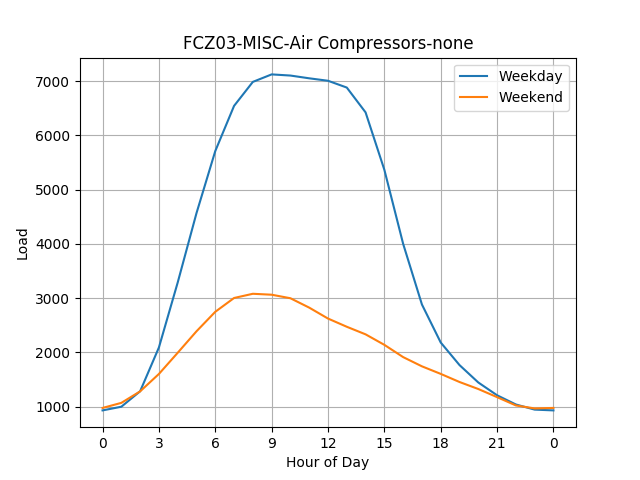 FCZ03-MISC-Air Compressors-none
Weekday
Weekend
7000
6000
5000
4000
3000
2000
1000
Load
0 3 6 9 12 15 18 21 0
Hour of Day